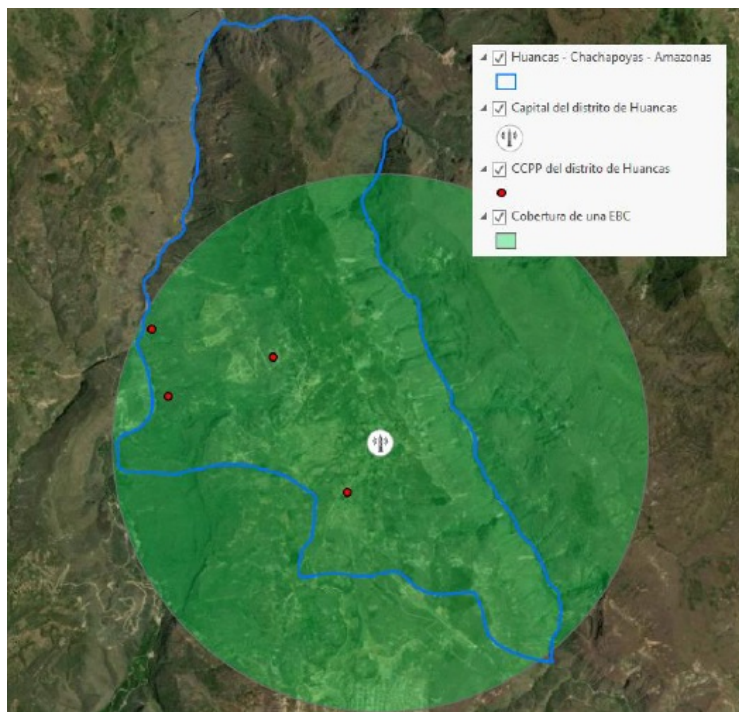 Huancas - Chachapoyas - Amazonas
Capital del distrito de Huancas
CCPP del distrito de Huancas
Cobertura de una EBC